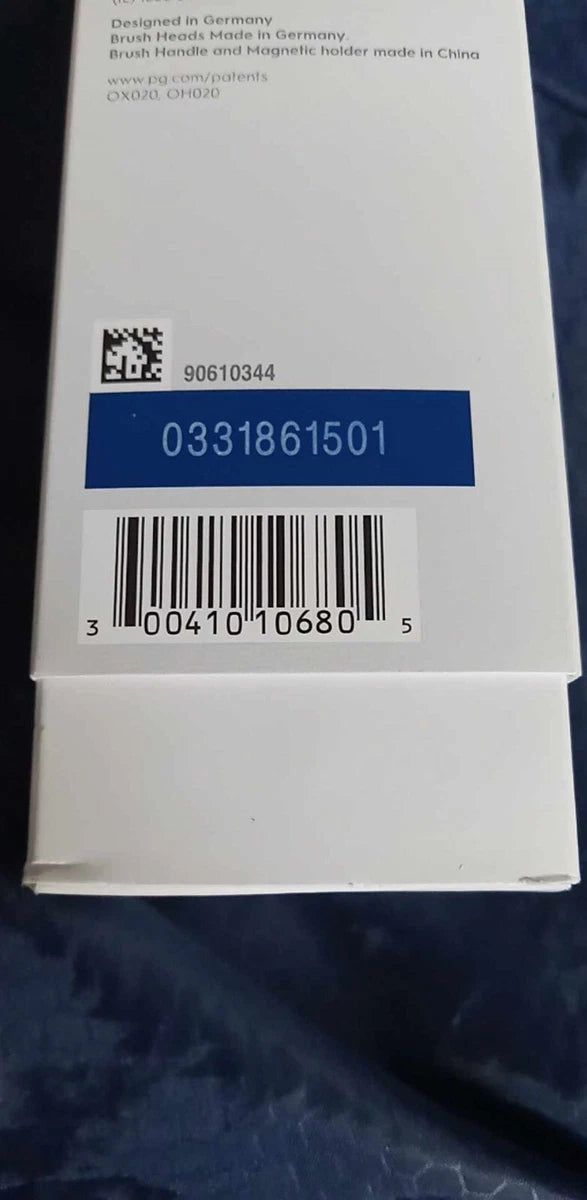 Designed in Germany
Brush Heads Made in Germany.
Brush Handle and Magnetic holder made in China
www.pg.com/patents
OX020, OH020
90610344
0331861501
3 00410 10680 5